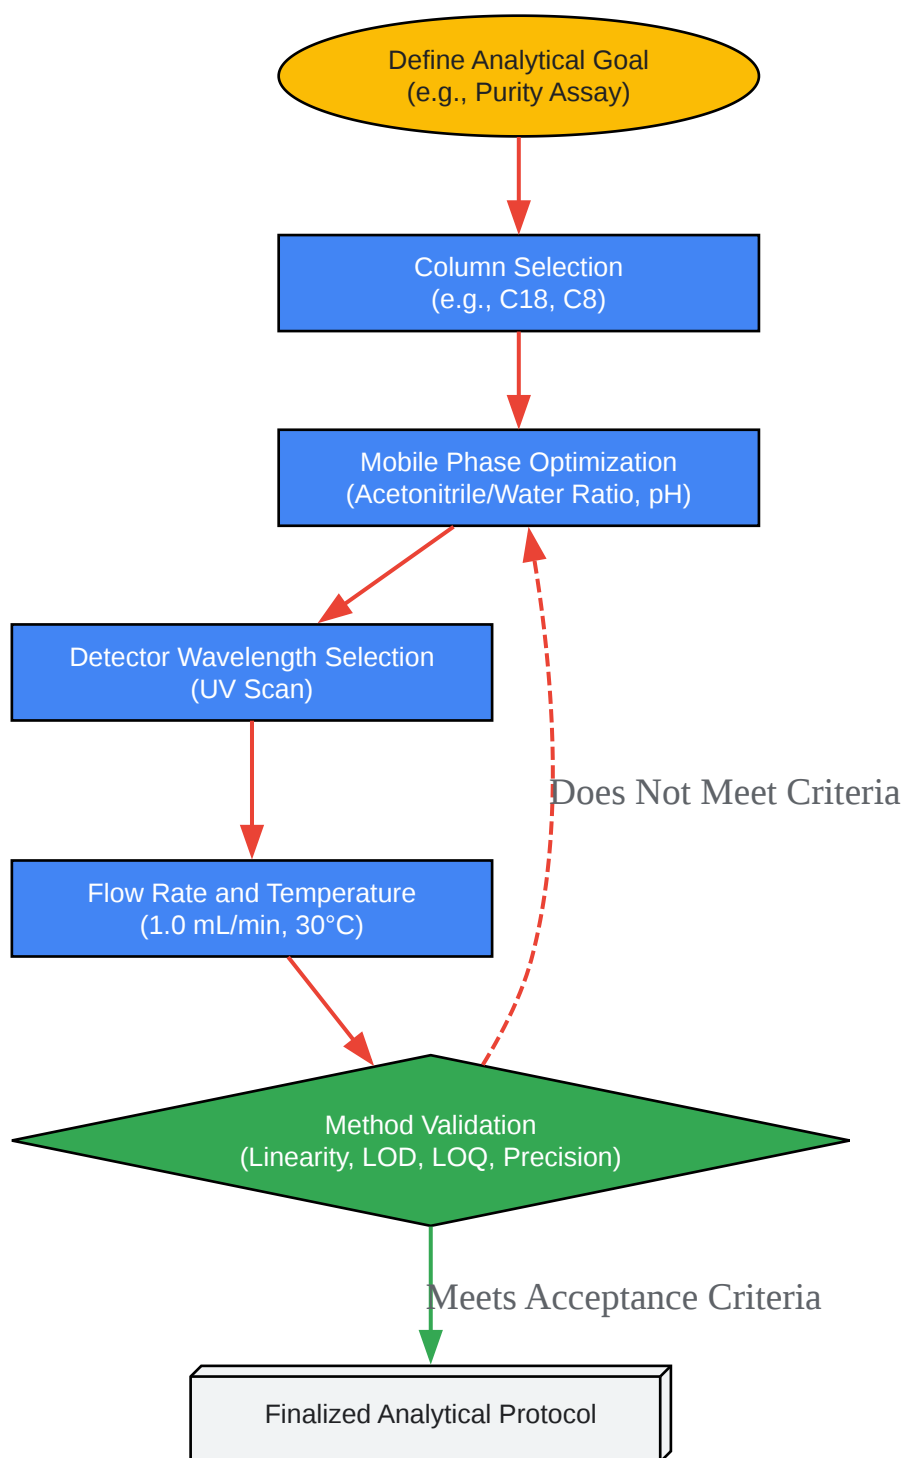 Define Analytical Goal
(e.g., Purity Assay)
Column Selection
(e.g., C18, C8)
Mobile Phase Optimization
(Acetonitrile/Water Ratio, pH)
Detector Wavelength Selection
(UV Scan)
Does Not Meet Criteria
Flow Rate and Temperature
(1.0 mL/min, 30°C)
Method Validation
(Linearity, LOD, LOQ, Precision)
Meets Acceptance Criteria
Finalized Analytical Protocol